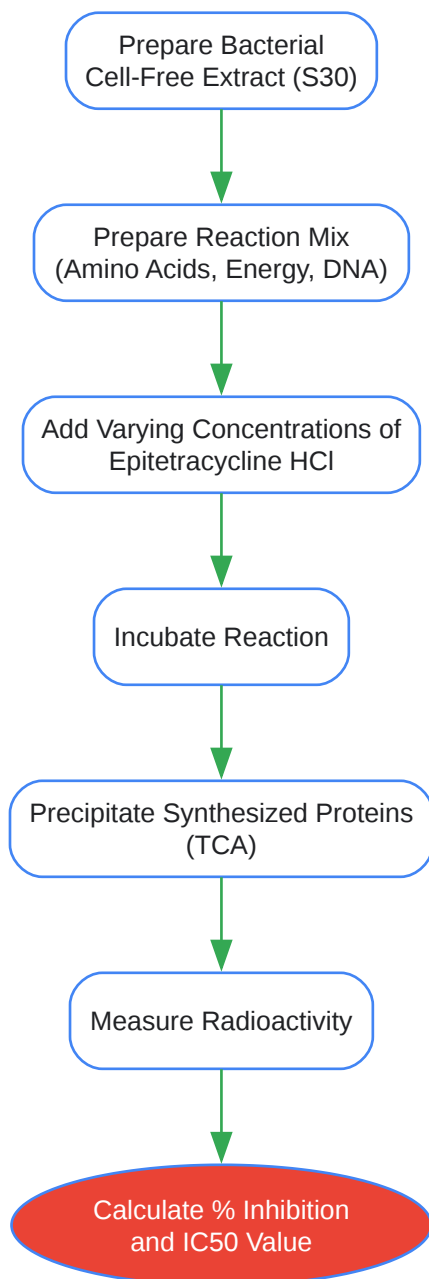 Prepare Bacterial
Cell-Free Extract (S30)
Prepare Reaction Mix
(Amino Acids, Energy, DNA)
Add Varying Concentrations of
Epitetracycline HCl
Incubate Reaction
Precipitate Synthesized Proteins
(TCA)
Measure Radioactivity
Calculate % Inhibition
and IC50 Value